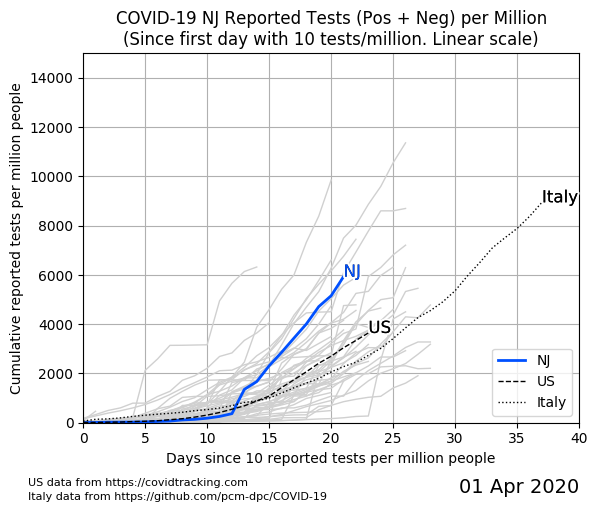 COVID-19 NJ Reported Tests (Pos + Neg) per Million
(Since first day with 10 tests/million. Linear scale)
Cumulative reported tests per million people
14000
12000
10000
8000
6000
4000
2000
0
Italy
NJ
US
NJ
US
Italy
0 5 10 15 20 25 30 35 40
Days since 10 reported tests per million people
US data from https://covidtracking.com
Italy data from https://github.com/pcm-dpc/COVID-19
01 Apr 2020